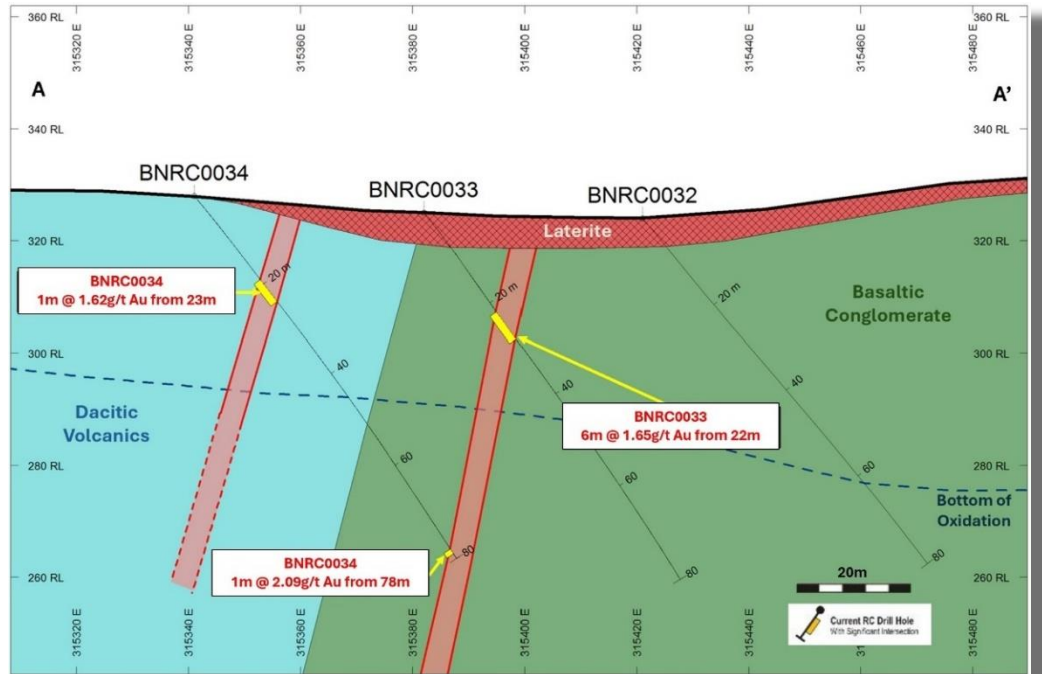 360 RL
315320 E
315340 E
315360 E
315380 E
315400 E
315420 E
315440 E
315460 E
315480 E
360 RL
A
A'
340 RL
340 RL
BNRC0034
BNRC0033
BNRC0032
320 RL
Laterite
320 RL
BNRC0034
1m @ 1.62g/t Au from 23m
20 m
20 m
20 m
Basaltic
Conglomerate
300 RL
300 RL
40
40
40
Dacitic
Volcanics
BNRC0033
6m @ 1.65g/t Au from 22m
280 RL
60
60
60
280 RL
Bottom of
Oxidation
BNRC0034
1m @ 2.09g/t Au from 78m
80
80
80
260 RL
260 RL
20m
Current RC Drill Hole
With Significant Intersection
315320 E
315340 E
315360 E
315400 E
315420 E
315440 E
315480 E